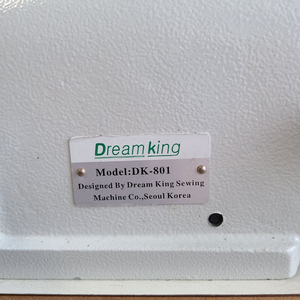 Dreamking
Model:DK-801
Designed By Dream King Sewing
Machine Co.,Seoul Korea